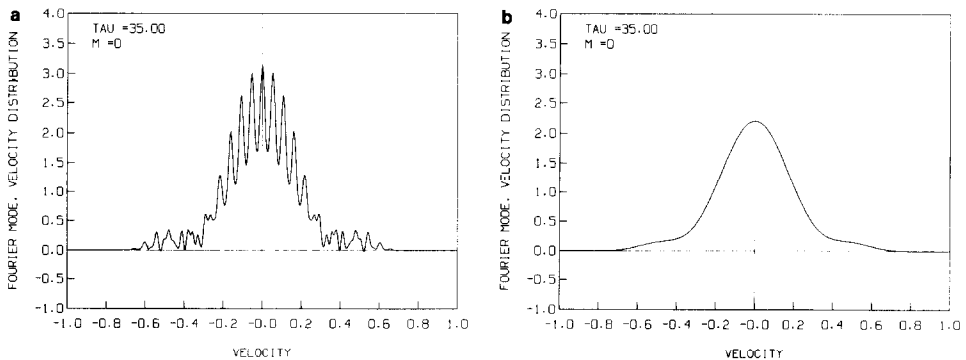 a
TAU =35.00
M =0
FOURIER MODE, VELOCITY DISTRIBUTION
4.0
3.5
3.0
2.5
2.0
1.5
1.0
0.5
0.0
-0.5
-1.0
-1.0 -0.8 -0.6 -0.4 -0.2 -0.0 0.2 0.4 0.6 0.8 1.0
VELOCITY
b
TAU =35.00
M =0
FOURIER MODE, VELOCITY DISTRIBUTION
4.0
3.5
3.0
2.5
2.0
1.5
1.0
0.5
0.0
-0.5
-1.0
-1.0 -0.8 -0.6 -0.4 -0.2 -0.0 0.2 0.4 0.6 0.8 1.0
VELOCITY